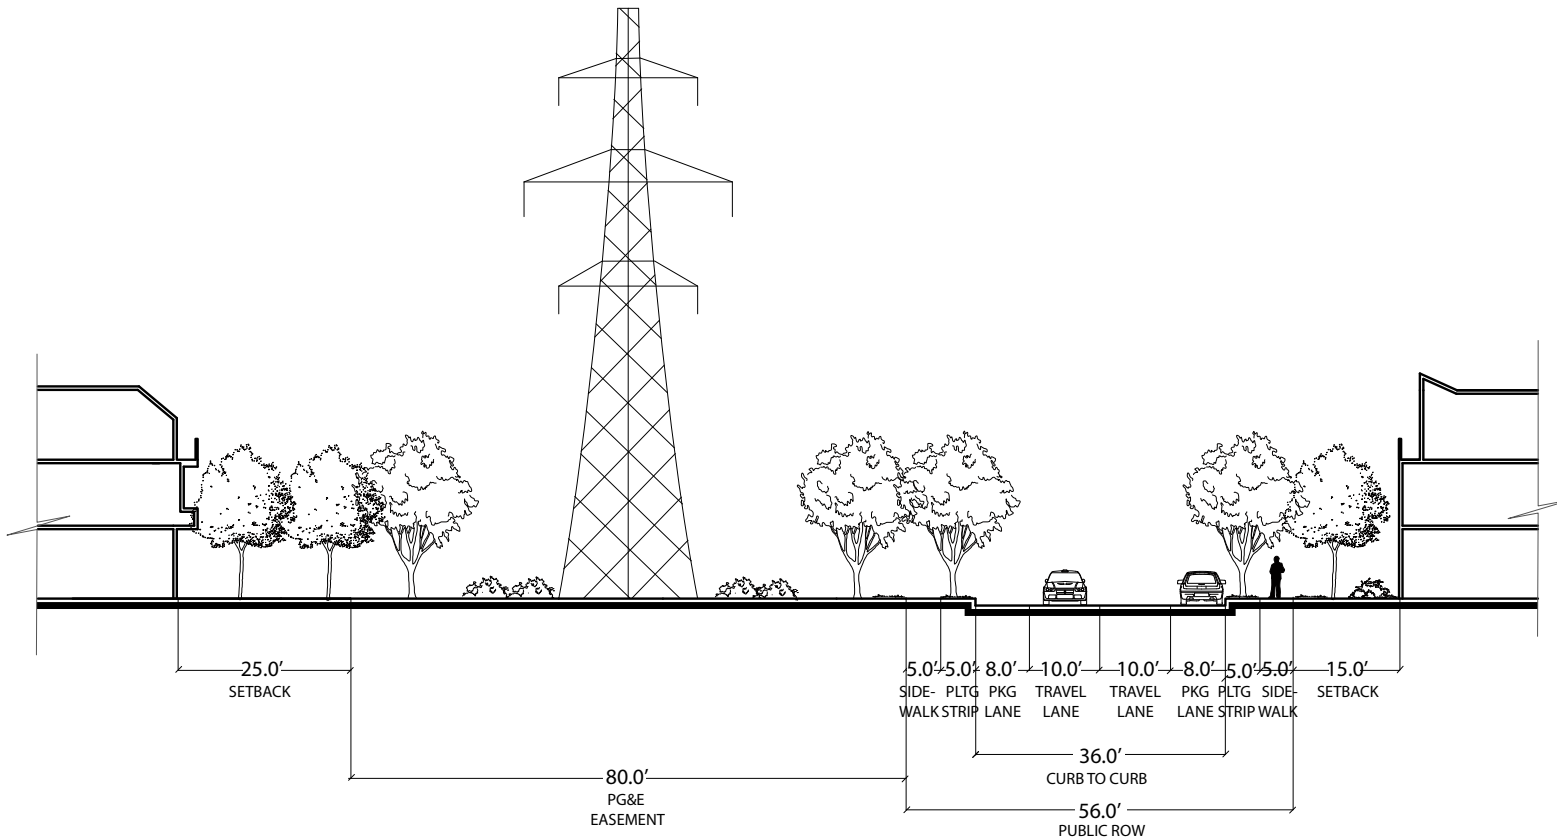 25.0'
SETBACK
5.0'
SIDE-
WALK
5.0'
PLTG
STRIP
8.0'
PKG
LANE
10.0'
TRAVEL
LANE
10.0'
TRAVEL
LANE
8.0'
PKG
LANE
5.0'
PLTG
STRIP
5.0'
SIDE-
WALK
15.0'
SETBACK
36.0'
CURB TO CURB
80.0'
PG&E
EASEMENT
56.0'
PUBLIC ROW